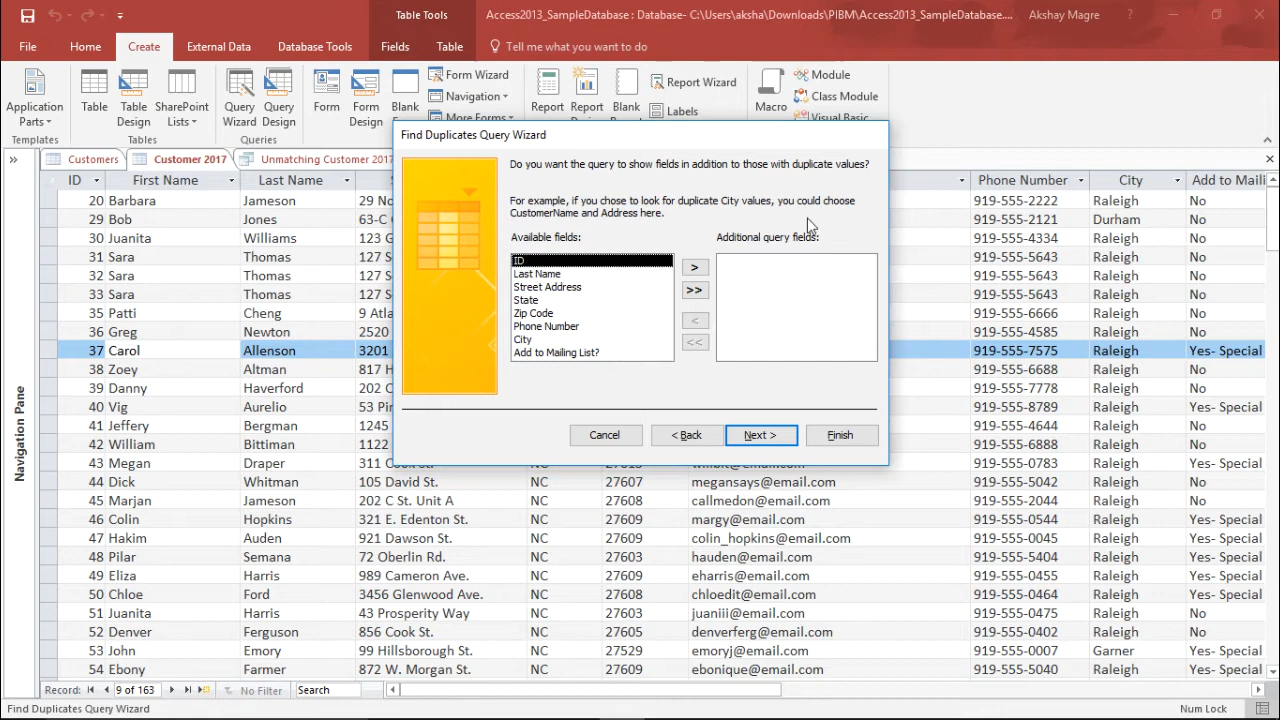 Table Tools
Access2013_SampleDatabase : Database- C:\Users\aksha\Downloads\PIBM\Access2013_SampleDatabase....
Akshay Magre
?
File Home Create External Data Database Tools Fields Table Tell me what you want to do
Application Parts
Table
Table Design
SharePoint Lists
Query Wizard
Query Design
Form
Form Design
Blank
Form Wizard
Navigation
More Forms
Report
Report Design
Blank
Report Wizard
Labels
Macro
Module
Class Module
Visual Basic
Templates Tables Queries
Customers Customer 2017 Unmatching Customer 2017
Find Duplicates Query Wizard
Do you want the query to show fields in addition to those with duplicate values?
For example, if you chose to look for duplicate City values, you could choose
CustomerName and Address here.
Available fields: Additional query fields:
ID
Last Name
Street Address
State
Zip Code
Phone Number
City
Add to Mailing List?
>
>>
<
<<
Cancel < Back Next > Finish
Navigation Pane
ID First Name Last Name S Phone Number City Add to Maili
20 Barbara Jameson 29 No 919-555-2222 Raleigh No
29 Bob Jones 63-C 919-555-2121 Durham No
30 Juanita Williams 123 G 919-555-4334 Raleigh No
31 Sara Thomas 127 S 919-555-5643 Raleigh No
32 Sara Thomas 127 S 919-555-5643 Raleigh No
33 Sara Thomas 127 S 919-555-5643 Raleigh No
35 Patti Cheng 9 Atl 919-555-6666 Raleigh No
36 Greg Newton 2520 919-555-4585 Raleigh No
37 Carol Allenson 3201 919-555-7575 Raleigh Yes- Special
38 Zoey Altman 817 H 919-555-6688 Raleigh No
39 Danny Haverford 342 B 919-555-7778 Raleigh No
40 Vig Aurelio 53 Pi 919-555-8789 Raleigh Yes- Special
41 Jeffery Bergman 1245 919-555-4644 Raleigh No
42 William Bittiman 1122 919-555-6888 Raleigh No
43 Megan Draper 311 Cook St. NC 27613 willbit@email.com 919-555-0783 Raleigh Yes- Special
44 Dick Whitman 105 David St. NC 27607 megansays@email.com 919-555-5042 Raleigh No
45 Marjan Jameson 202 C St. Unit A NC 27608 callmedon@email.com 919-555-2044 Raleigh No
46 Colin Hopkins 321 E. Edenton St. NC 27609 margy@email.com 919-555-0544 Raleigh Yes- Special
47 Hakim Auden 921 Dawson St. NC 27609 colin_hopkins@email.com 919-555-0045 Raleigh Yes- Special
48 Pilar Semana 72 Oberlin Rd. NC 27603 hauden@email.com 919-555-5404 Raleigh Yes- Special
49 Eliza Harris 989 Cameron Ave. NC 27609 eharris@email.com 919-555-0455 Raleigh Yes- Special
50 Chloe Ford 3456 Glenwood Ave. NC 27609 chloedit@email.com 919-555-0464 Raleigh Yes- Special
51 Juanita Harris 43 Prosperity Way NC 27603 juaniii@email.com 919-555-0475 Raleigh No
52 Denver Ferguson 856 Cook St. NC 27605 denverferg@email.com 919-555-0402 Raleigh No
53 John Emory 99 Hillsborough St. NC 27529 emoryj@email.com 919-555-0007 Garner Yes- Special
54 Ebony Farmer 872 W. Morgan St. NC 27609 ebonique@email.com 919-555-5040 Raleigh Yes- Special
Record: 9 of 163 No Filter Search
Find Duplicates Query Wizard Num Lock